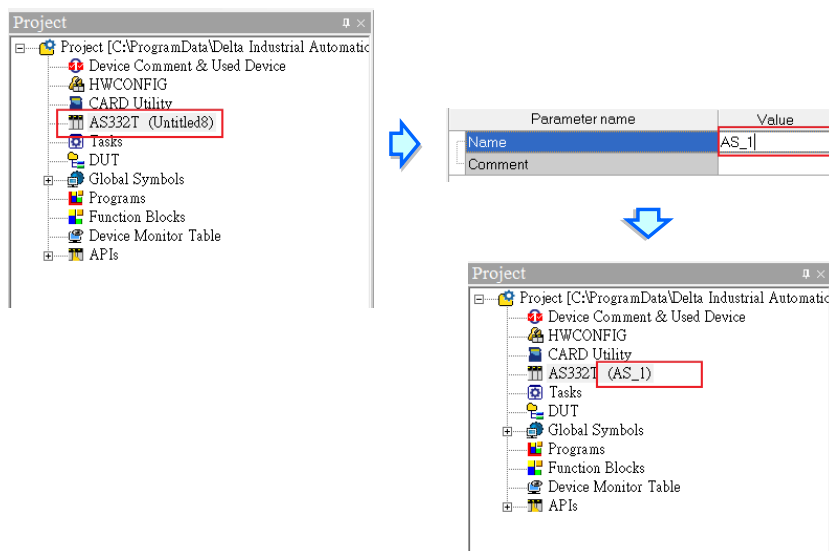 Project
Project [C:\ProgramData\Delta Industrial Automatic
Device Comment & Used Device
HWCONFIG
CARD Utility
AS332T (Untitled8)
Tasks
DUT
Global Symbols
Programs
Function Blocks
Device Monitor Table
APIs
Parameter name Value
Name AS_1
Comment
Project
Project [C:\ProgramData\Delta Industrial Automatic
Device Comment & Used Device
HWCONFIG
CARD Utility
AS332T (AS_1)
Tasks
DUT
Global Symbols
Programs
Function Blocks
Device Monitor Table
APIs